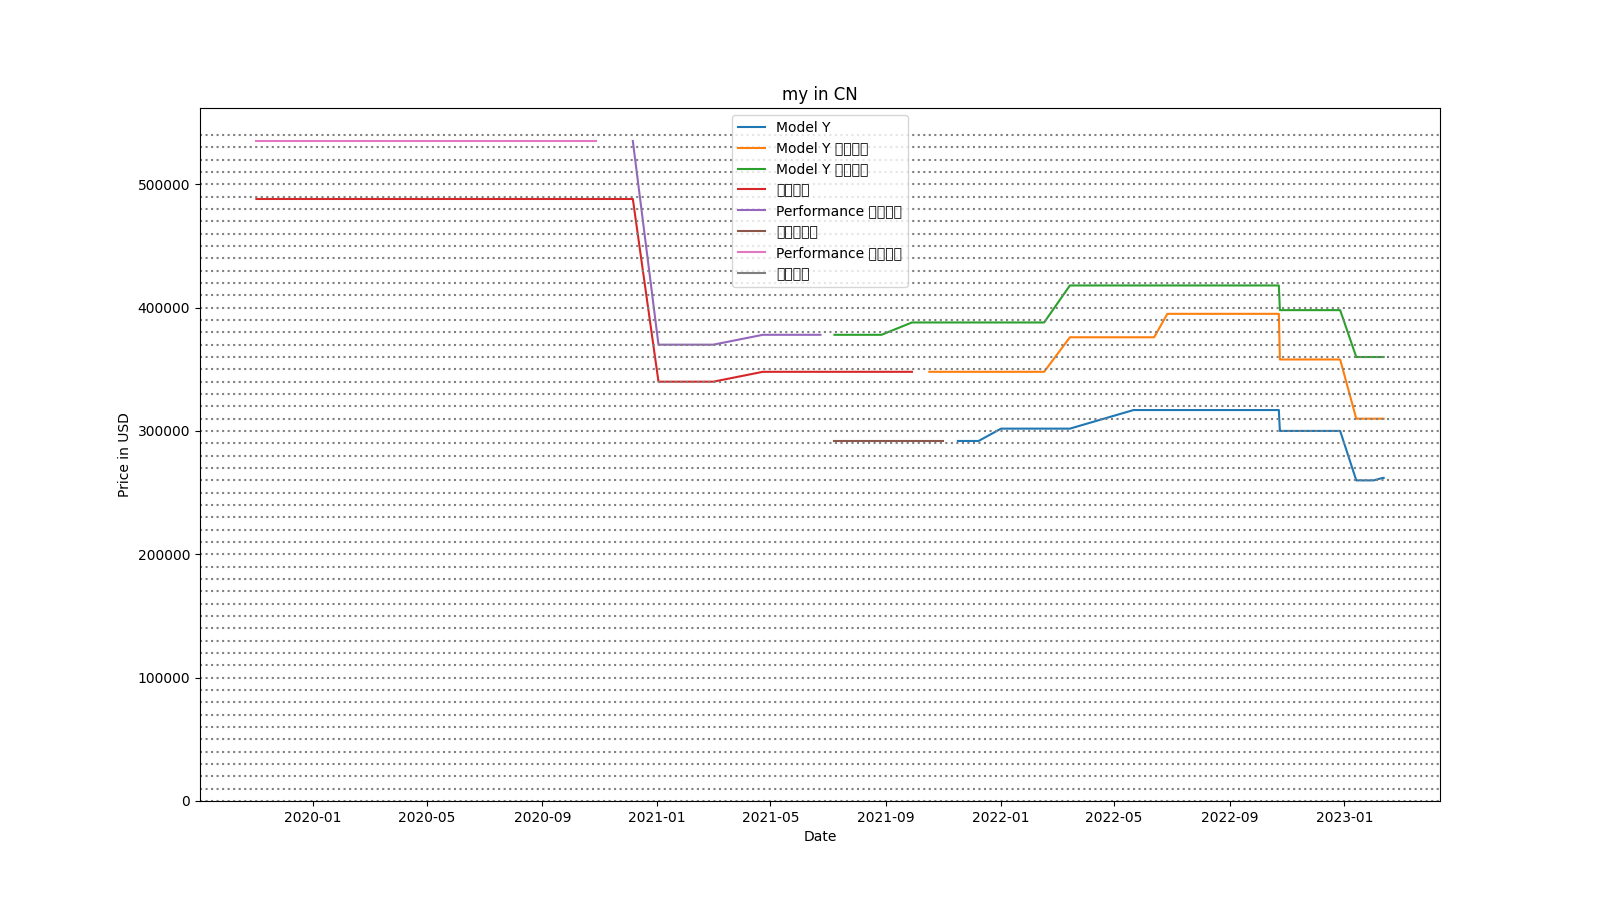 my in CN
Model Y
Model Y
Model Y
Performance
Performance
500000
400000
300000
200000
100000
0
Price in USD
2020-01 2020-05 2020-09 2021-01 2021-05 2021-09 2022-01 2022-05 2022-09 2023-01
Date